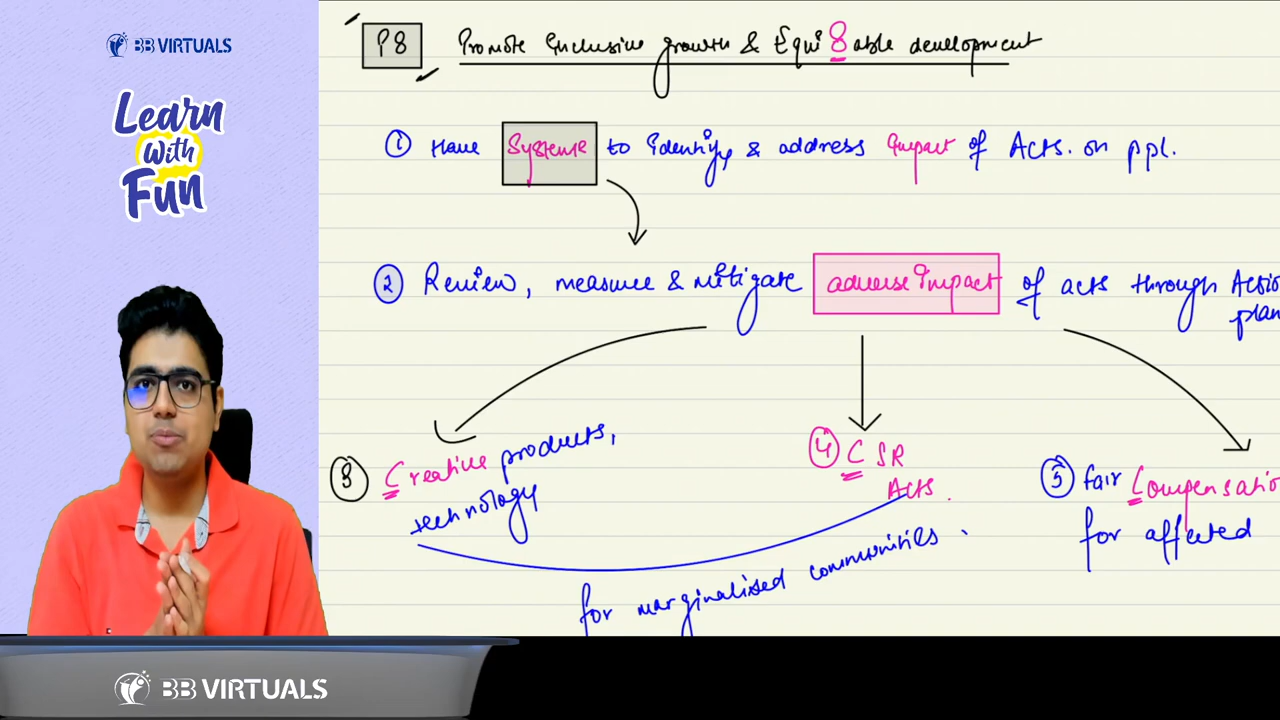 BB VIRTUALS
Learn
With
Fun
P8 Promote Inclusive growth & Equi8able development
1 Have Systems to Identify & address Impact of Acts. on ppl.
2 Review, measure & mitigate adverse impact of acts through Actio
plan
3 Creative products,
technology
4 CSR
Acts.
5 fair Compensatio
for affected
for marginalised communities.
BB VIRTUALS